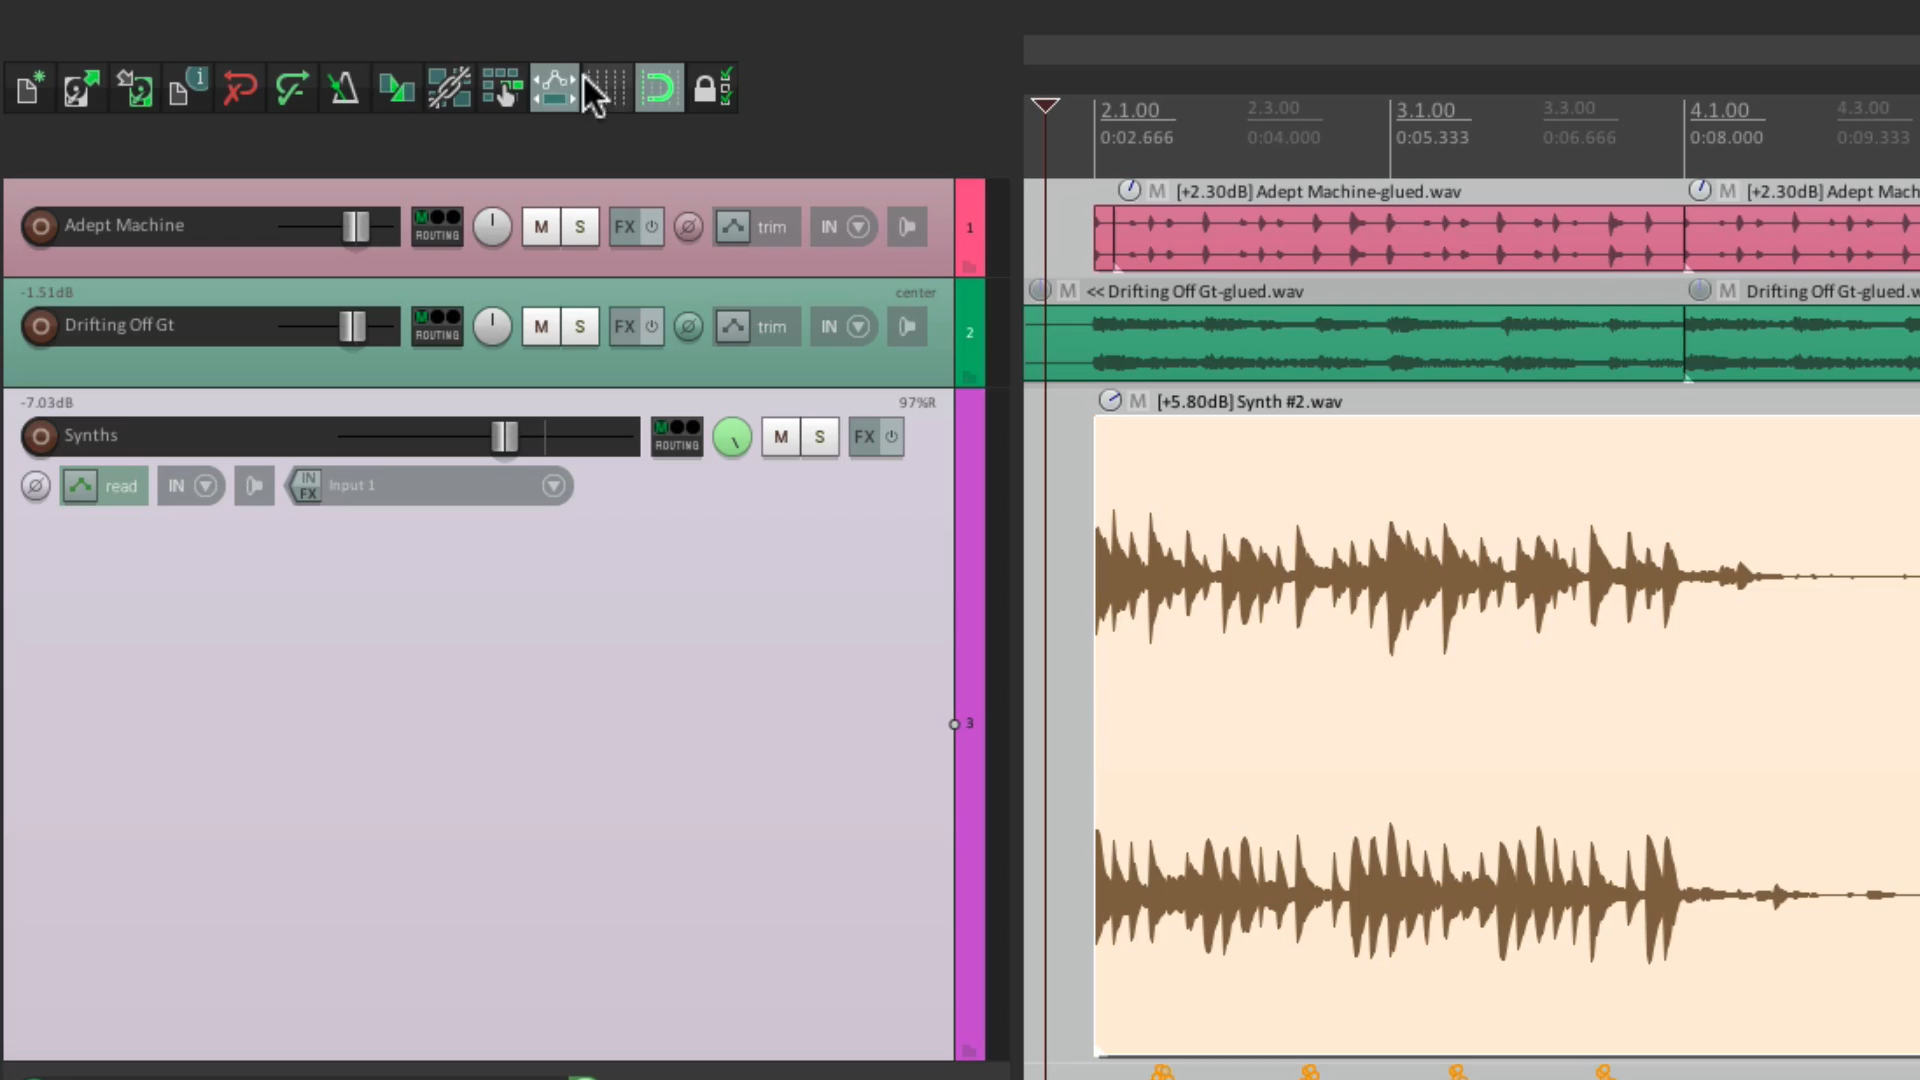 2.1.00 2.3.00 3.1.00 3.3.00 4.1.00 4.3.00
0:02.666 0:04.000 0:05.333 0:06.666 0:08.000 0:09.333
M [+2.30dB] Adept Machine-glued.wav M [+2.30dB] Adept Mach
Adept Machine M ROUTING M S FX trim IN 1
-1.51dB center
M << Drifting Off Gt-glued.wav M Drifting Off Gt-glued.w
Drifting Off Gt M ROUTING M S FX trim IN 2
-7.03dB 97%R
M [+5.80dB] Synth #2.wav
Synths M ROUTING M S FX
read IN IN FX Input 1
3